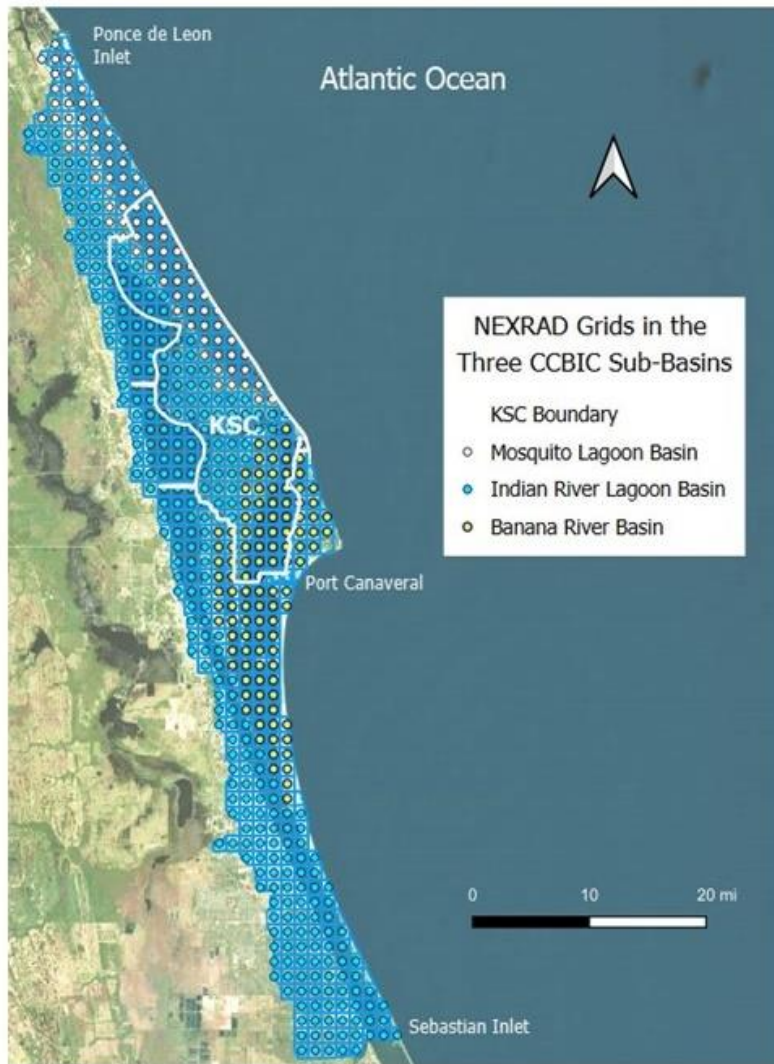 Ponce de Leon
Inlet
Atlantic Ocean
NEXRAD Grids in the
Three CCBIC Sub-Basins
KSC Boundary
Mosquito Lagoon Basin
Indian River Lagoon Basin
Banana River Basin
KSC
Port Canaveral
0 10 20 mi
Sebastian Inlet